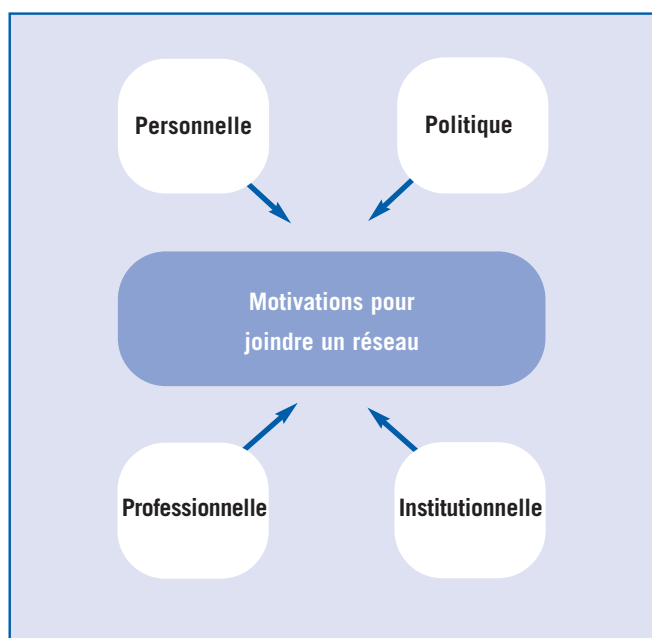 Personnelle
Politique
Motivations pour
joindre un réseau
Professionnelle
Institutionnelle